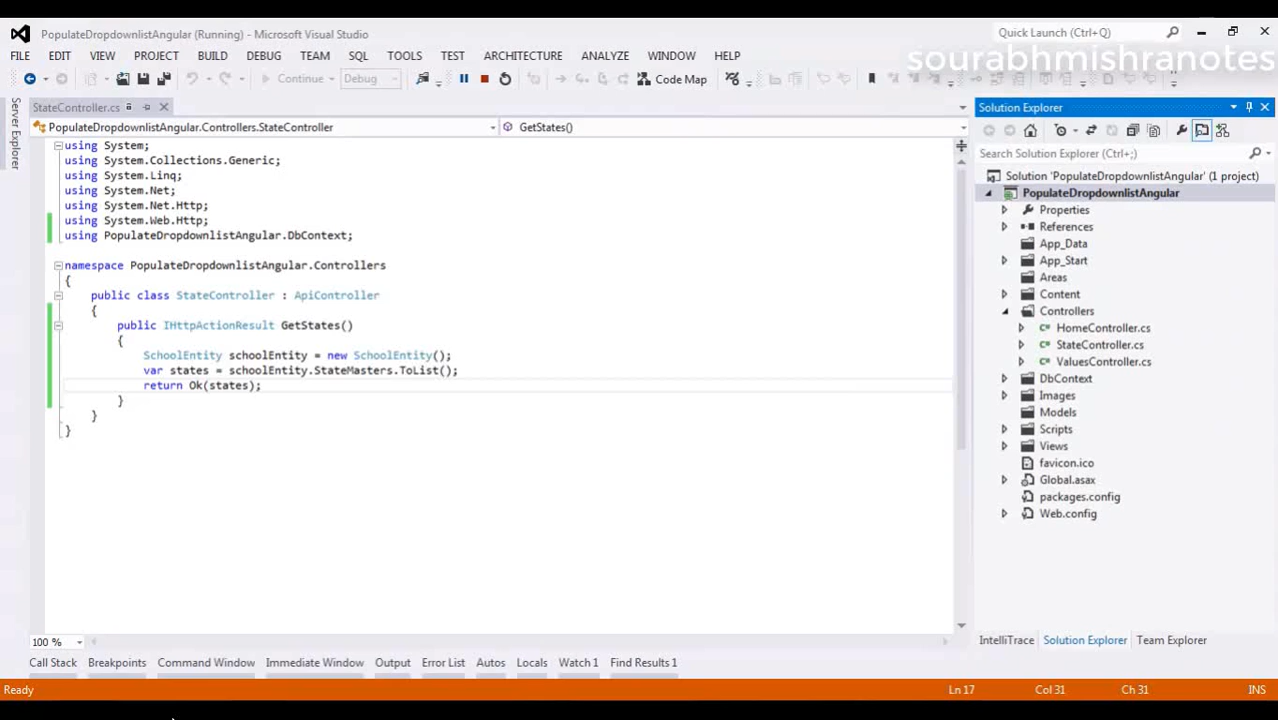 PopulateDropdownlistAngular (Running) - Microsoft Visual Studio
Quick Launch (Ctrl+Q)
FILE EDIT VIEW PROJECT BUILD DEBUG TEAM SQL TOOLS TEST ARCHITECTURE ANALYZE WINDOW HELP
sourabhmishranotes
Continue Debug Code Map
StateController.cs
PopulateDropdownlistAngular.Controllers.StateController GetStates()
using System;
using System.Collections.Generic;
using System.Linq;
using System.Net;
using System.Net.Http;
using System.Web.Http;
using PopulateDropdownlistAngular.DbContext;
namespace PopulateDropdownlistAngular.Controllers
{
public class StateController : ApiController
{
public IHttpActionResult GetStates()
{
SchoolEntity schoolEntity = new SchoolEntity();
var states = schoolEntity.StateMasters.ToList();
return Ok(states);
}
}
}
100 %
Server Explorer
Solution Explorer
Search Solution Explorer (Ctrl+;)
Solution 'PopulateDropdownlistAngular' (1 project)
PopulateDropdownlistAngular
Properties
References
App_Data
App_Start
Areas
Content
Controllers
HomeController.cs
StateController.cs
ValuesController.cs
DbContext
Images
Models
Scripts
Views
favicon.ico
Global.asax
packages.config
Web.config
IntelliTrace Solution Explorer Team Explorer
Call Stack Breakpoints Command Window Immediate Window Output Error List Autos Locals Watch 1 Find Results 1
Ready Ln 17 Col 31 Ch 31 INS